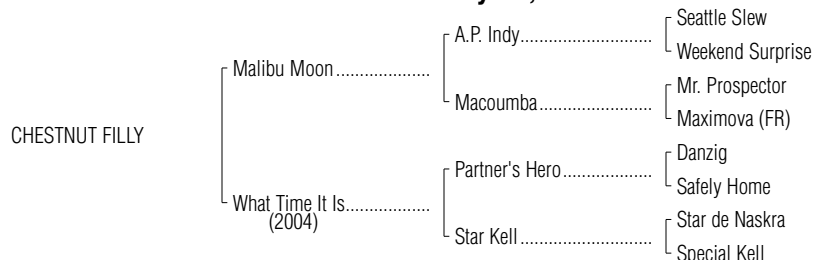 Seattle Slew
A.P. Indy
Weekend Surprise
Malibu Moon
Mr. Prospector
Macoumba
Maximova (FR)
CHESTNUT FILLY
Danzig
Partner's Hero
Safely Home
What Time It Is
(2004)
Star de Naskra
Star Kell
Special Kell